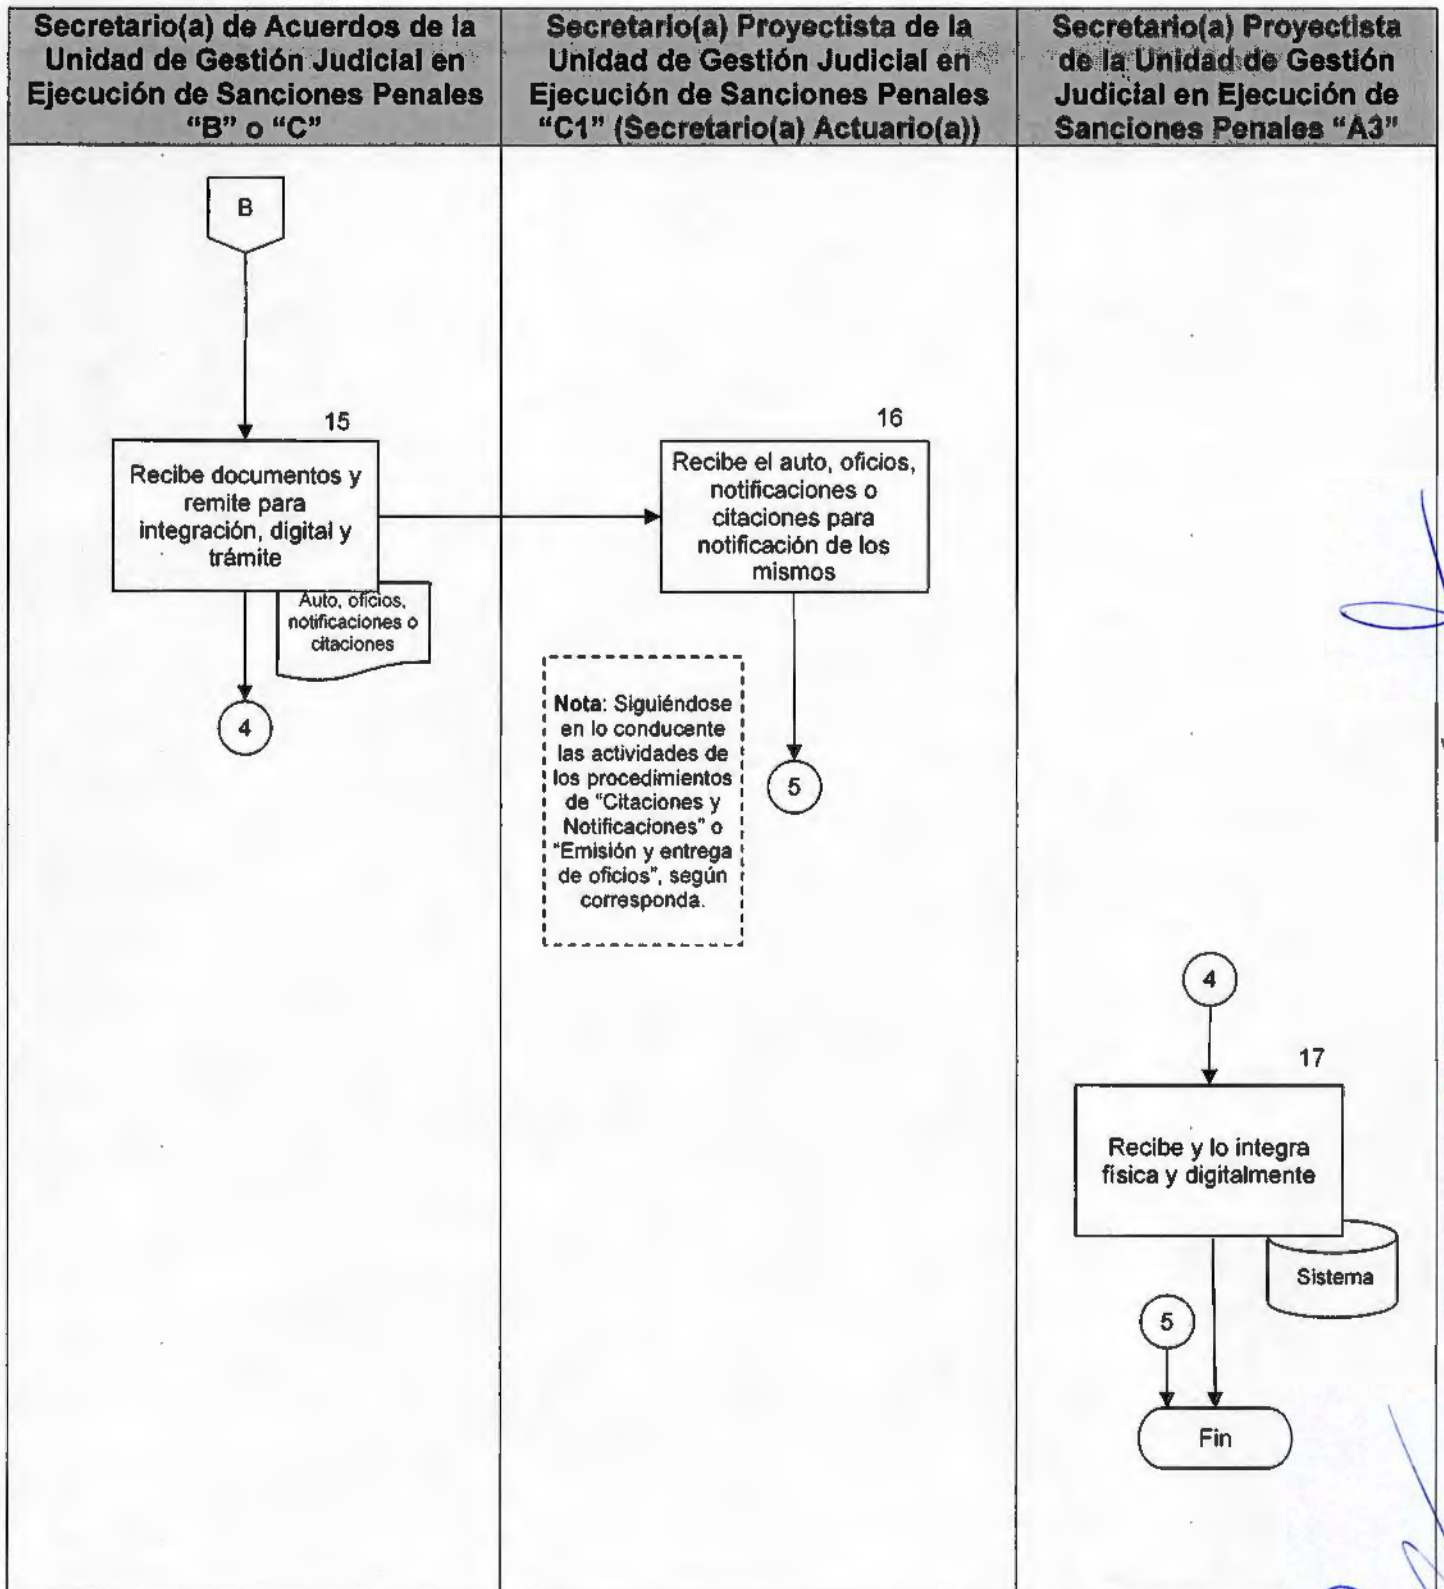 Secretario(a) de Acuerdos de la
Unidad de Gestión Judicial en
Ejecución de Sanciones Penales
“B” o “C”
Secretario(a) Proyectista de la
Unidad de Gestión Judicial en
Ejecución de Sanciones Penales
“C1” (Secretario(a) Actuario(a))
Secretario(a) Proyectista
de la Unidad de Gestión
Judicial en Ejecución de
Sanciones Penales “A3”
B
15
Recibe documentos y
remite para
integración, digital y
trámite
Auto, oficios,
notificaciones o
citaciones
4
16
Recibe el auto, oficios,
notificaciones o
citaciones para
notificación de los
mismos
Nota: Siguiéndose
en lo conducente
las actividades de
los procedimientos
de “Citaciones y
Notificaciones” o
“Emisión y entrega
de oficios”, según
corresponda.
5
4
17
Recibe y lo integra
física y digitalmente
Sistema
5
Fin